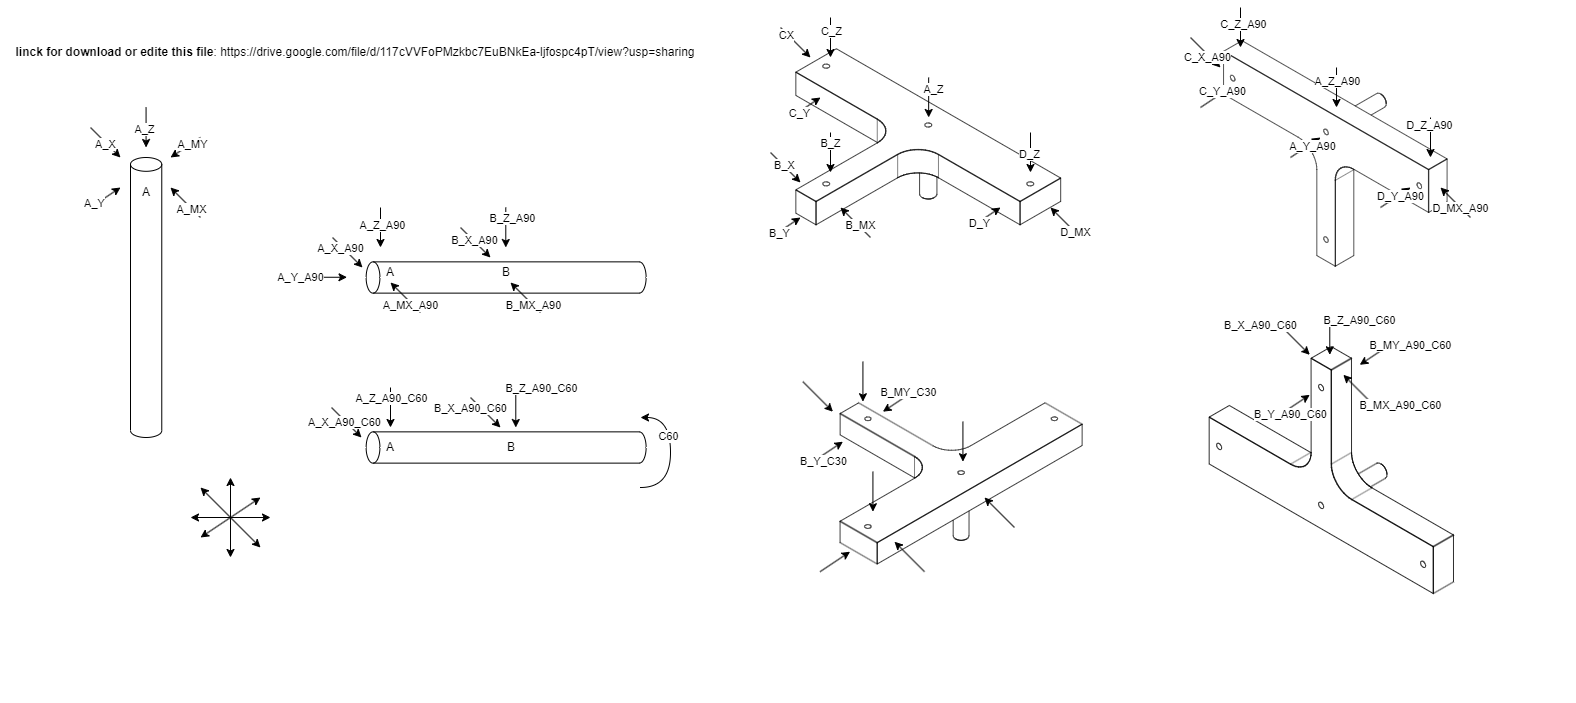 linck for download or edite this file: https://drive.google.com/file/d/117cVVFoPMzkbc7EuBNkEa-ljfospc4pT/view?usp=sharing
A_Z
A_X
A_MY
A
A_Y
A_MX
A_Z_A90
B_Z_A90
A_X_A90
B_X_A90
A_Y_A90
A
B
A_MX_A90
B_MX_A90
A_Z_A90_C60
B_Z_A90_C60
A_X_A90_C60
B_X_A90_C60
A
B
C60
CX
C_Z
A_Z
C_Y
B_Z
D_Z
B_X
B_Y
B_MX
D_Y
D_MX
B_MY_C30
B_Y_C30
C_Z_A90
C_X_A90
C_Y_A90
A_Z_A90
D_Z_A90
A_Y_A90
D_Y_A90
D_MX_A90
B_X_A90_C60
B_Z_A90_C60
B_MY_A90_C60
B_Y_A90_C60
B_MX_A90_C60